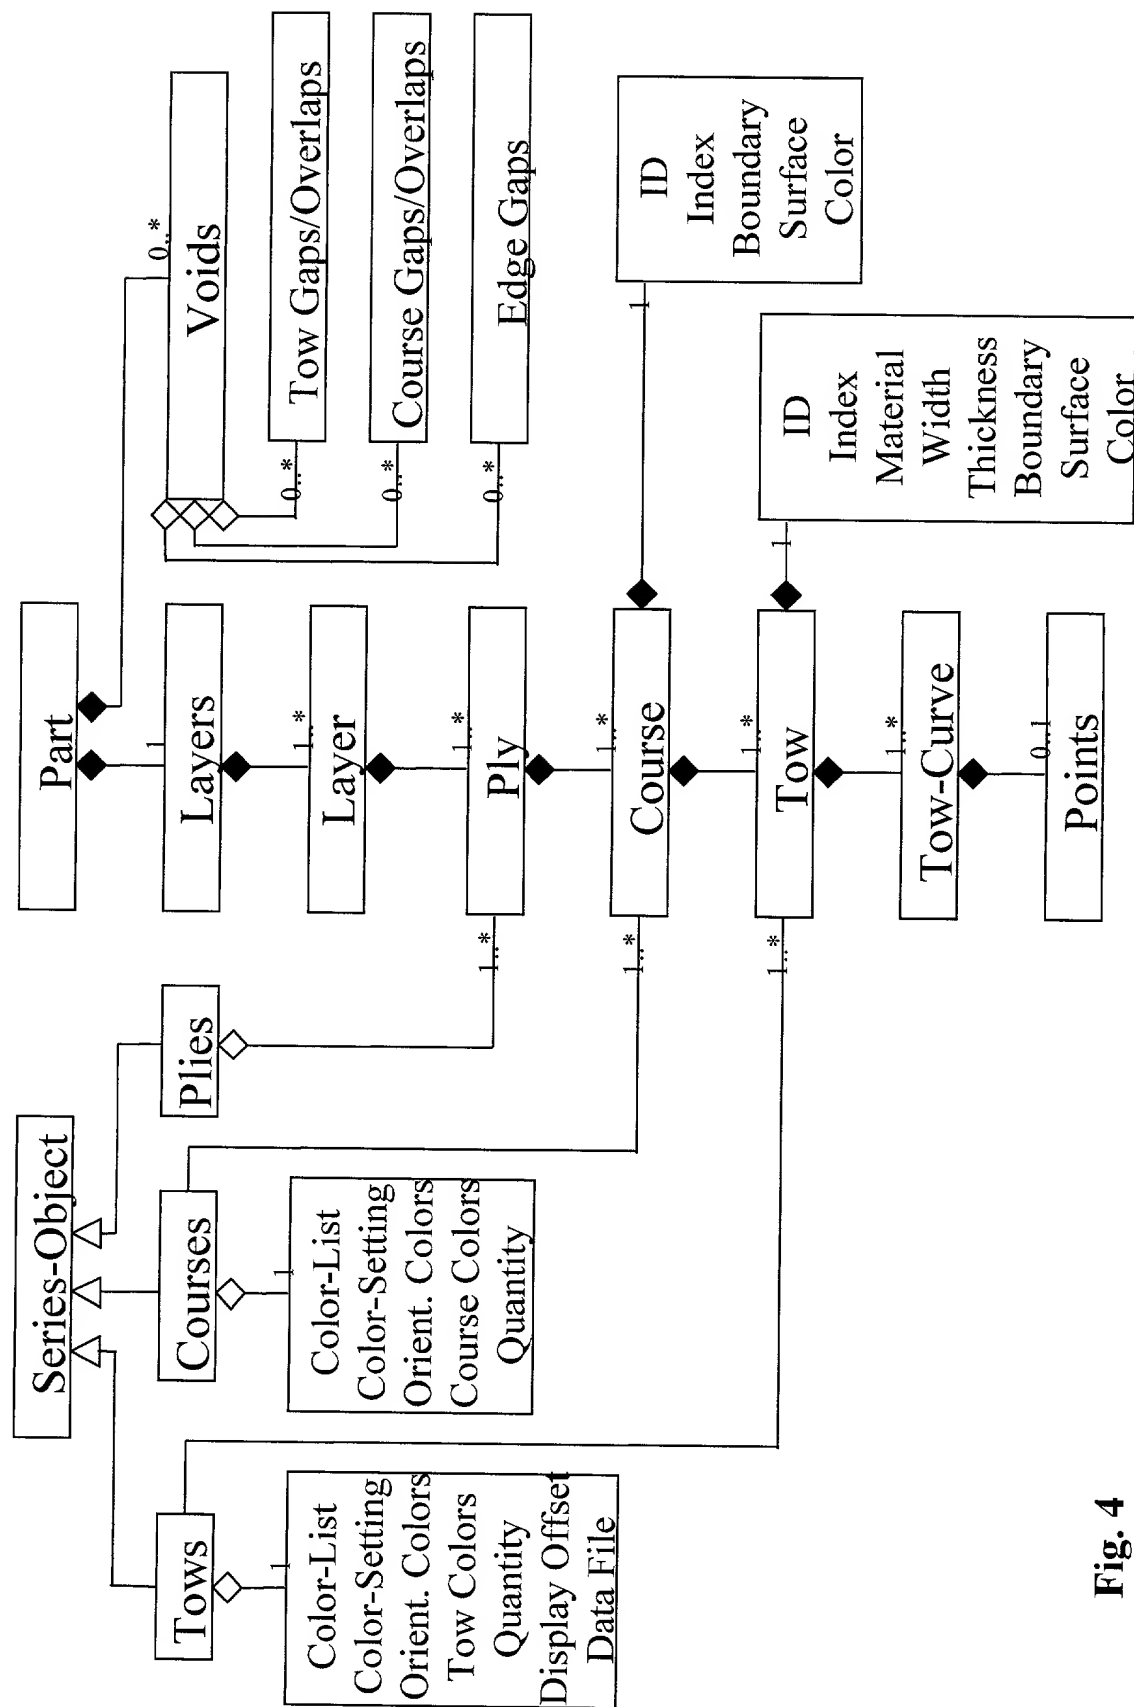 Series-Object
Part
Tows
Courses
Plies
Layers
1
Voids
0..*
1
Color-List
Color-Setting
Orient. Colors
Tow Colors
Quantity
Display Offset
Data File
1
Color-List
Color-Setting
Orient. Colors
Course Colors
Quantity
Layer
1..*
Tow Gaps/Overlaps
0..*
Course Gaps/Overlaps
0..*
Edge Gaps
0..*
Ply
1..*
1..*
Course
1..*
1..*
1
ID
Index
Boundary
Surface
Color
Tow
1..*
1..*
1
ID
Index
Material
Width
Thickness
Boundary
Surface
Color
Tow-Curve
1..*
Points
0..1
Fig. 4